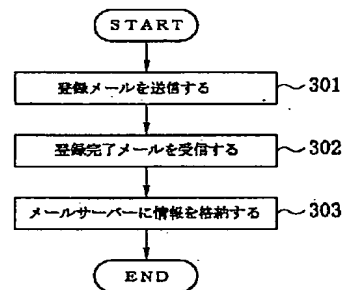 START
登録メールを送信する 301
登録完了メールを受信する 302
メールサーバーに情報を格納する 303
END